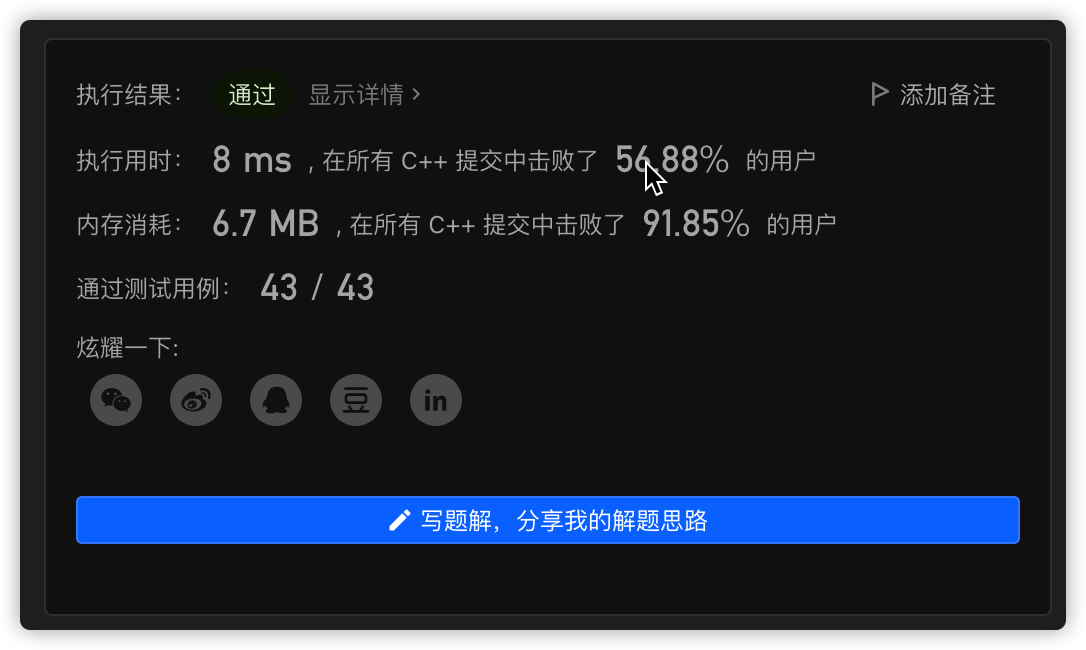 执行结果： 通过 显示详情 › 添加备注
执行用时： 8 ms , 在所有 C++ 提交中击败了 56.88% 的用户
内存消耗： 6.7 MB , 在所有 C++ 提交中击败了 91.85% 的用户
通过测试用例： 43 / 43
炫耀一下:
豆 in
写题解，分享我的解题思路